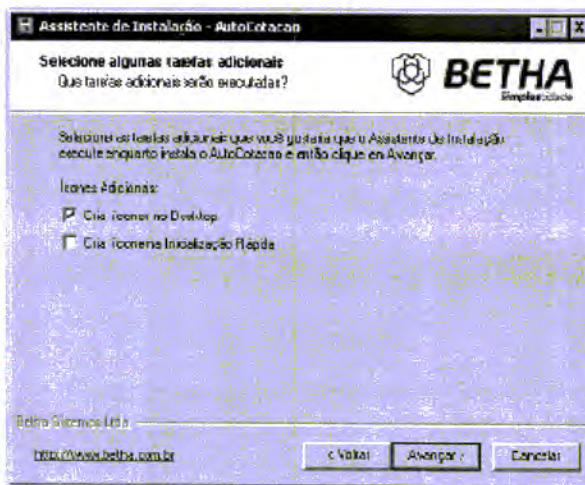 Assistente de Instalação - AutoCotacao
Selecione algumas tarefas adicionais
Que tarefas adicionais serão executadas?
BETHA
Simplescidade
Selecione as tarefas adicionais que você gostaria que o Assistente de Instalação
execute enquanto instala o AutoCotacao e então clique em Avançar.
Ícones Adicionais:
Criar Ícone no Desktop
Criar Ícone na Inicialização Rápida
Betha Sistemas Ltda.
http://www.betha.com.br
< Voltar
Avançar >
Cancelar